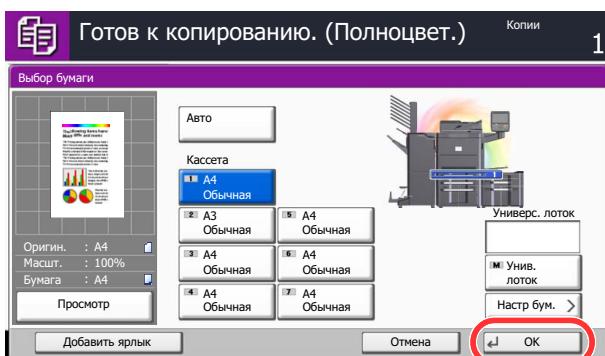 Готов к копированию. (Полноцвет.)
Копии
1
Выбор бумаги
Авто
Кассета
1 A4
Обычная
2 A3
Обычная
5 A4
Обычная
3 A4
Обычная
6 A4
Обычная
4 A4
Обычная
7 A4
Обычная
Универс. лоток
M Унив.
лоток
Настр бум.
Оригин. : A4
Масшт. : 100%
Бумага : A4
Просмотр
Добавить ярлык
Отмена
OK